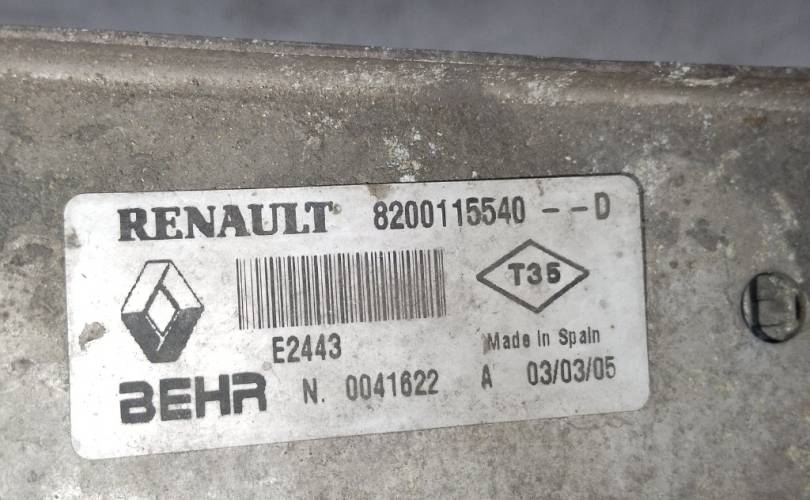 RENAULT 8200115540 - - D
T35
E2443
Made In Spain
BEHR N. 0041622 A 03/03/05
E